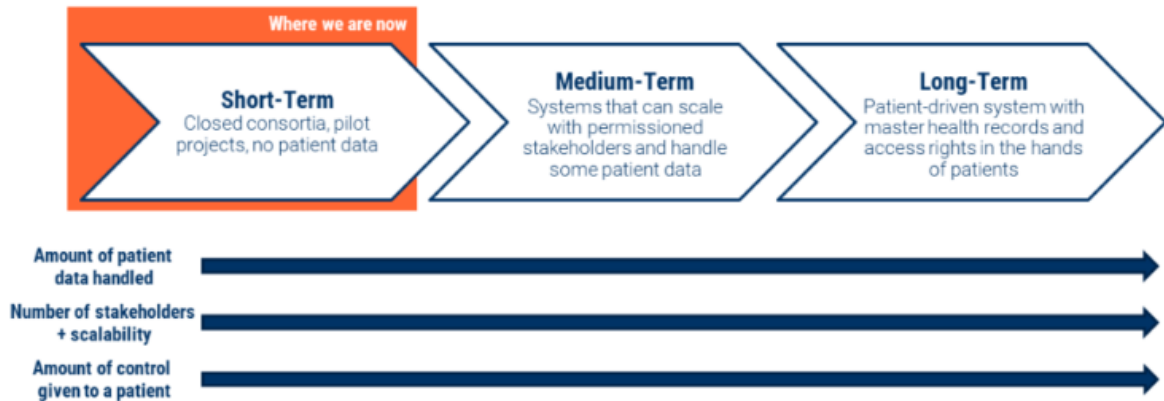 Where we are now
Short-Term
Closed consortia, pilot
projects, no patient data
Medium-Term
Systems that can scale
with permissioned
stakeholders and handle
some patient data
Long-Term
Patient-driven system with
master health records and
access rights in the hands
of patients
Amount of patient
data handled
Number of stakeholders
+ scalability
Amount of control
given to a patient